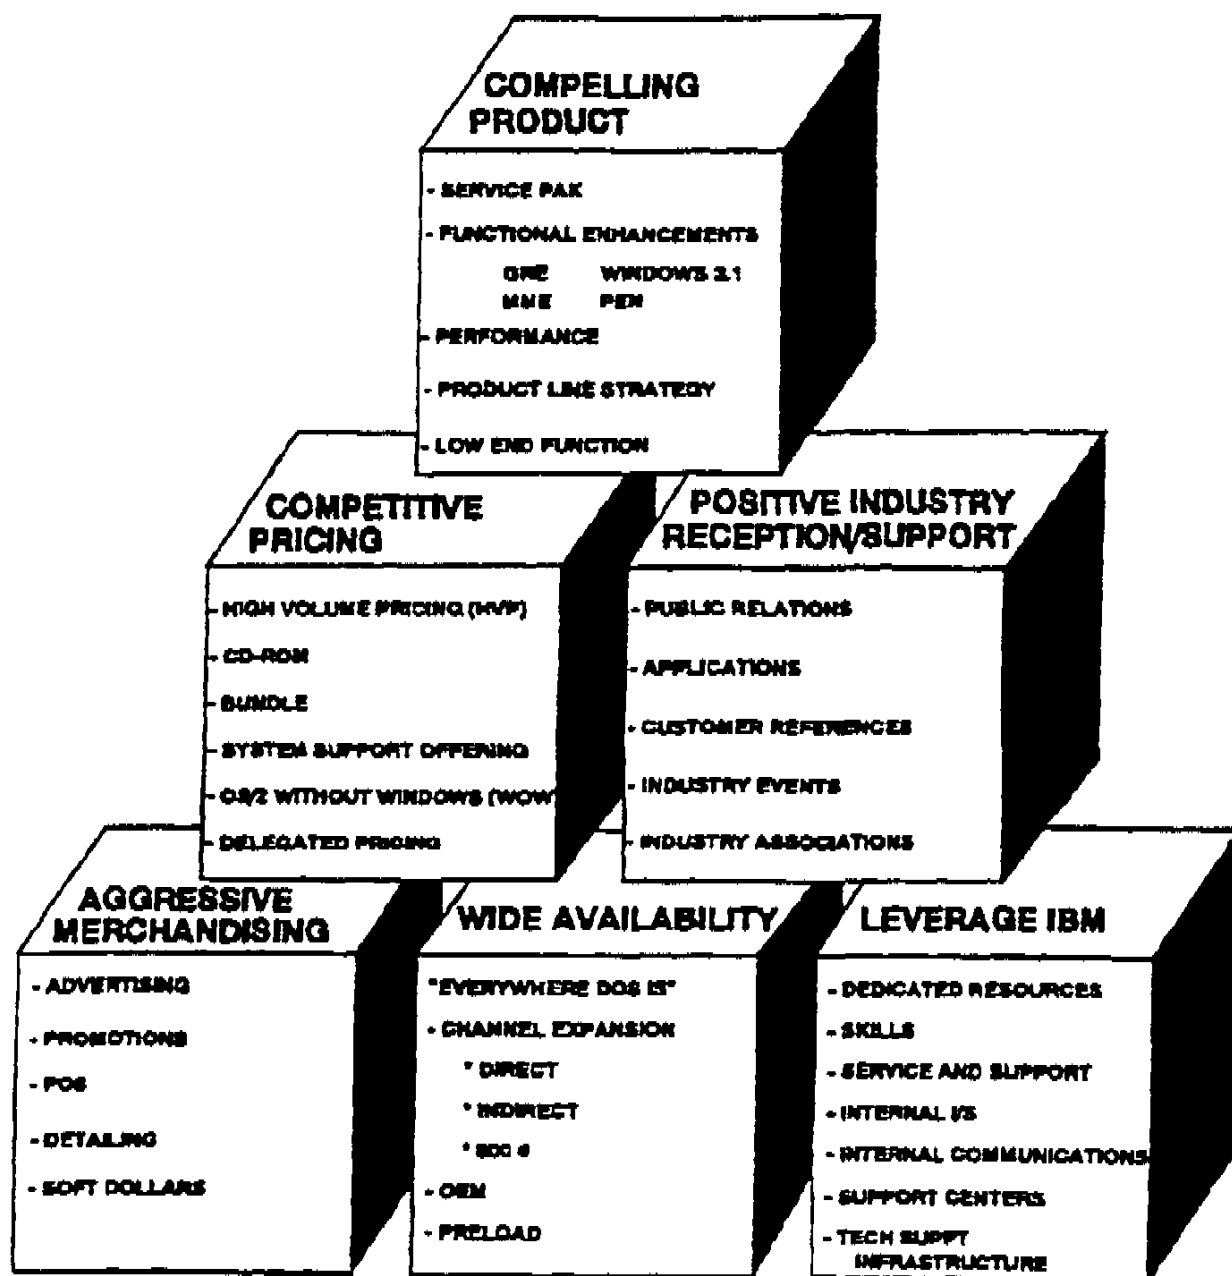 COMPELLING
PRODUCT
- SERVICE PAK
- FUNCTIONAL ENHANCEMENTS
GRE WINDOWS 3.1
MME PEN
- PERFORMANCE
- PRODUCT LINE STRATEGY
- LOW END FUNCTION
COMPETITIVE
PRICING
- HIGH VOLUME PRICING (HVP)
- CD-ROM
- BUNDLE
- SYSTEM SUPPORT OFFERING
- OS/2 WITHOUT WINDOWS (WOW)
- DELEGATED PRICING
POSITIVE INDUSTRY
RECEPTION/SUPPORT
- PUBLIC RELATIONS
- APPLICATIONS
- CUSTOMER REFERENCES
- INDUSTRY EVENTS
- INDUSTRY ASSOCIATIONS
AGGRESSIVE
MERCHANDISING
- ADVERTISING
- PROMOTIONS
- POS
- DETAILING
- SOFT DOLLARS
WIDE AVAILABILITY
"EVERYWHERE DOS IS"
- CHANNEL EXPANSION
* DIRECT
* INDIRECT
* 800 #
- OEM
- PRELOAD
LEVERAGE IBM
- DEDICATED RESOURCES
- SKILLS
- SERVICE AND SUPPORT
- INTERNAL I/S
- INTERNAL COMMUNICATIONS
- SUPPORT CENTERS
- TECH SUPPT
INFRASTRUCTURE